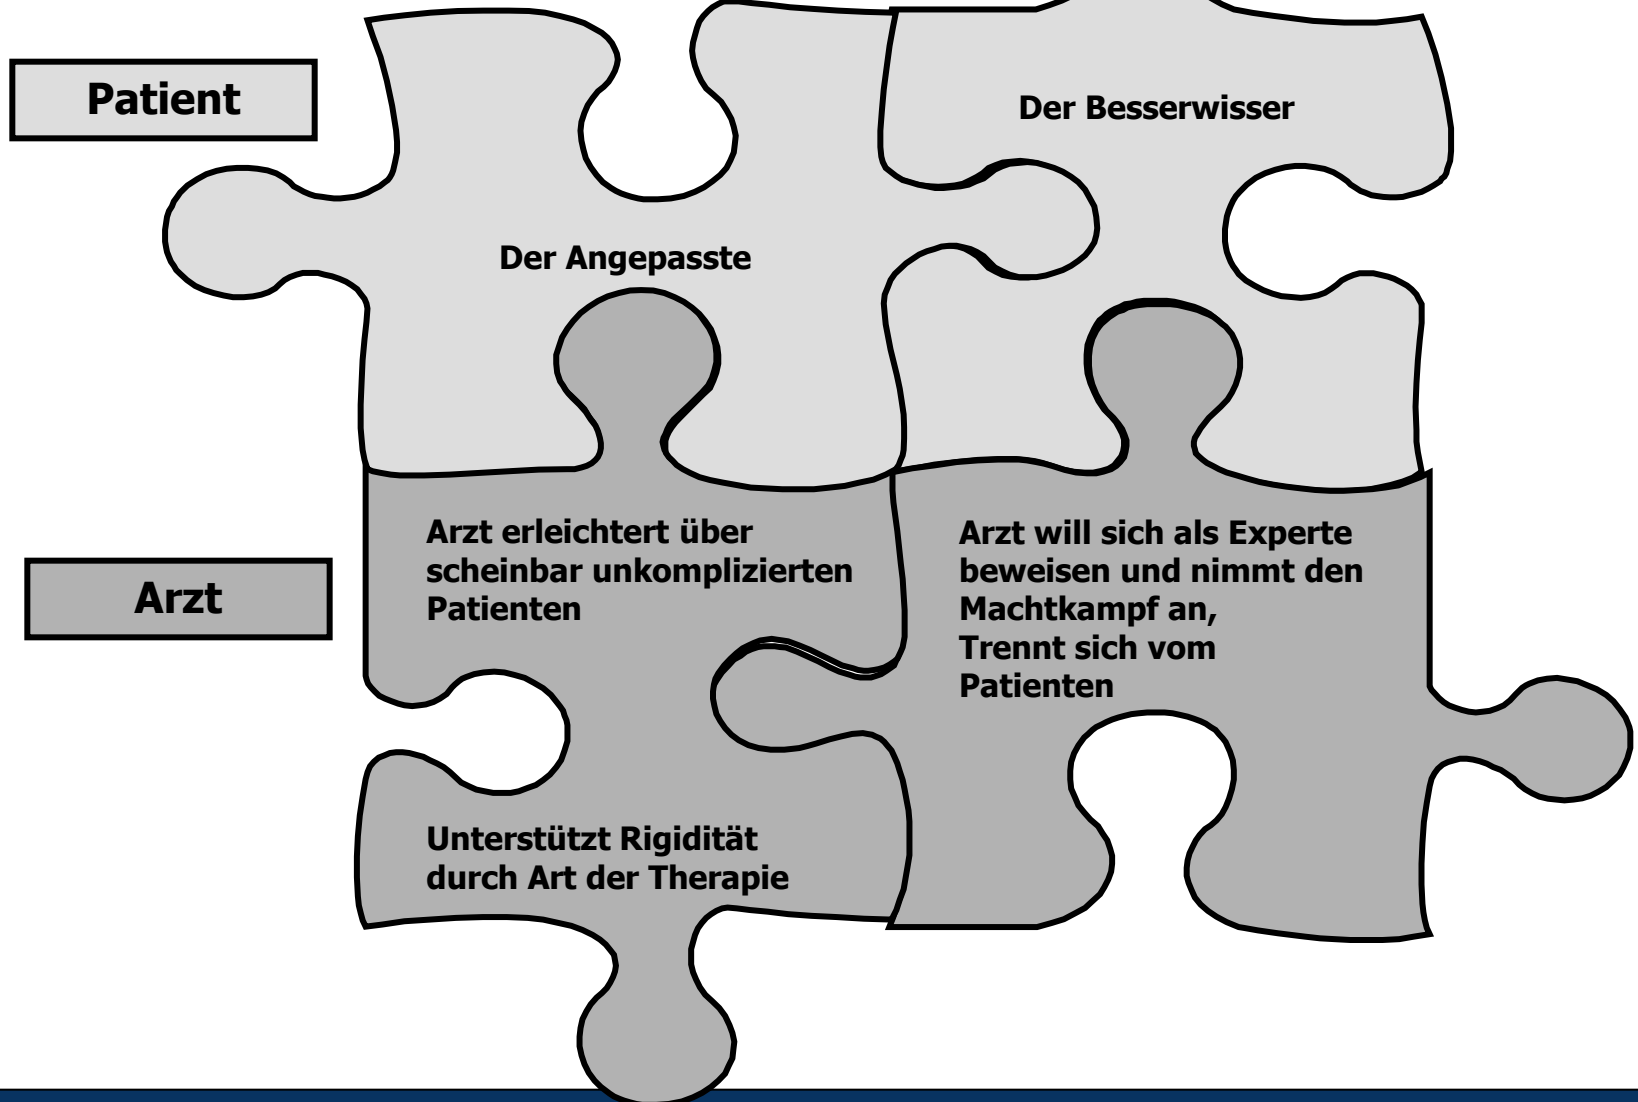 Patient
Der Besserwisser
Der Angepasste
Arzt
Arzt erleichtert über
scheinbar unkomplizierten
Patienten
Unterstützt Rigidität
durch Art der Therapie
Arzt will sich als Experte
beweisen und nimmt den
Machtkampf an,
Trennt sich vom
Patienten